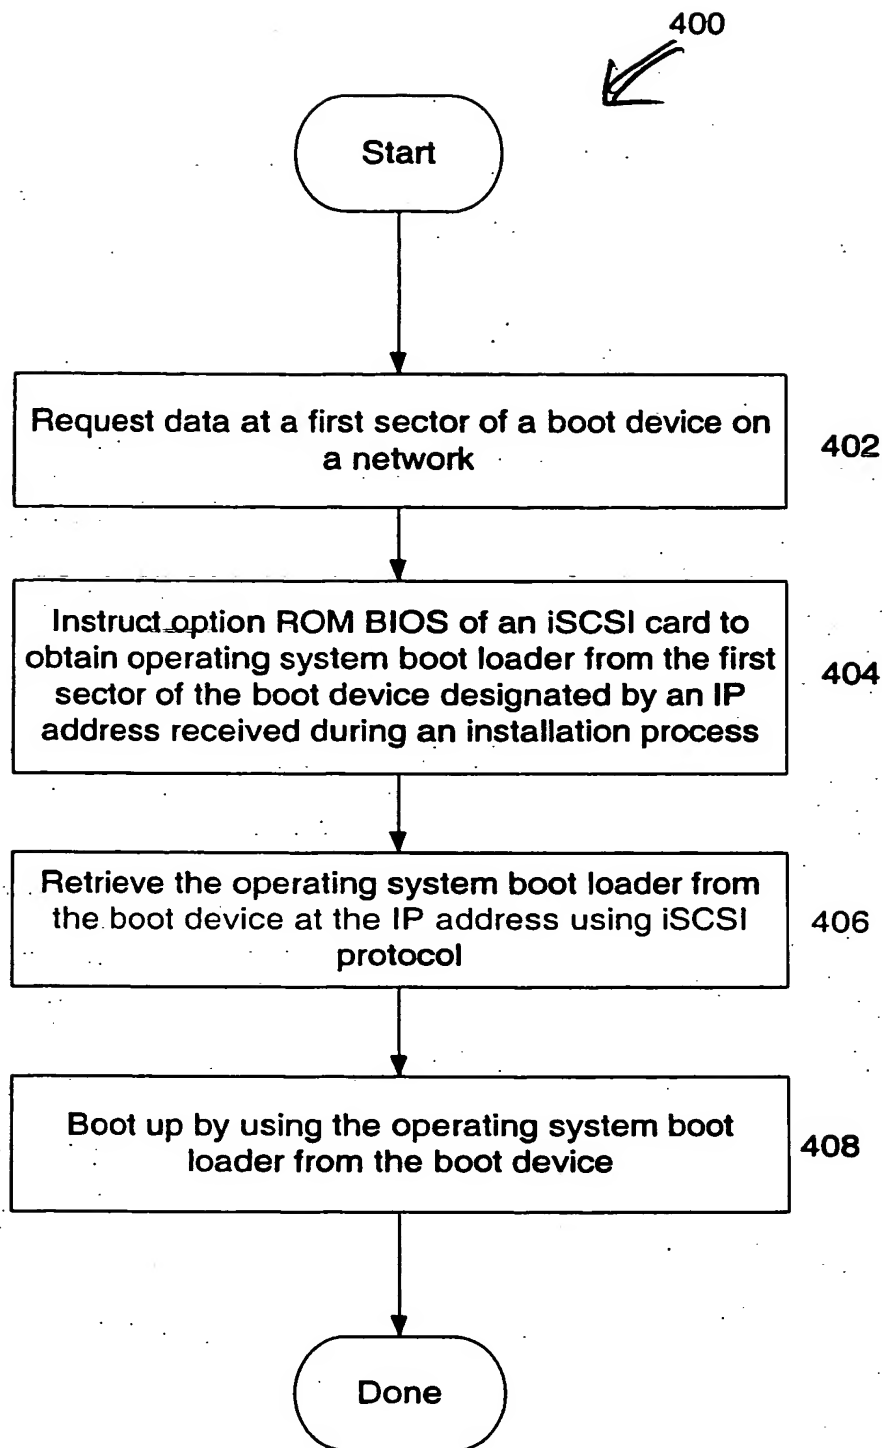 400
Start
Request data at a first sector of a boot device on
a network
402
Instruct option ROM BIOS of an iSCSI card to
obtain operating system boot loader from the first
sector of the boot device designated by an IP
address received during an installation process
404
Retrieve the operating system boot loader from
the boot device at the IP address using iSCSI
protocol
406
Boot up by using the operating system boot
loader from the boot device
408
Done